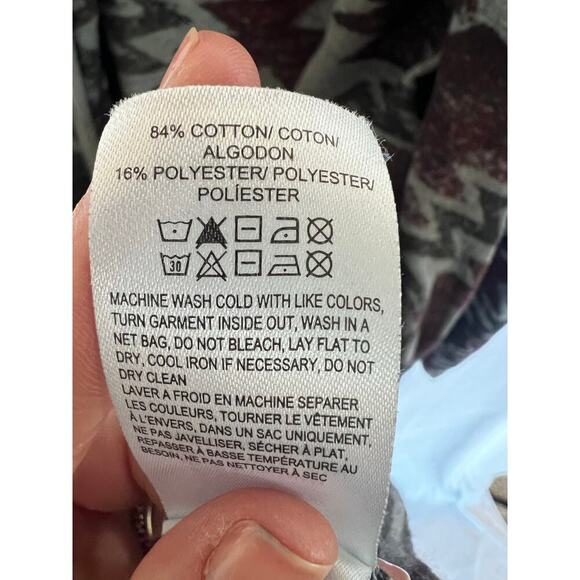 84% COTTON/ COTON/
ALGODON
16% POLYESTER/ POLYESTER/
POLÍESTER
30
MACHINE WASH COLD WITH LIKE COLORS,
TURN GARMENT INSIDE OUT, WASH IN A
NET BAG, DO NOT BLEACH, LAY FLAT TO
DRY, COOL IRON IF NECESSARY, DO NOT
DRY CLEAN
LAVER A FROID EN MACHINE SEPARER
LES COULEURS, TOURNER LE VÊTEMENT
À L'ENVERS, DANS UN SAC UNIQUEMENT,
NE PAS JAVELLISER, SÉCHER À PLAT,
REPASSER À BASSE TEMPÉRATURE AU
BESOIN, NE PAS NETTOYER À SEC